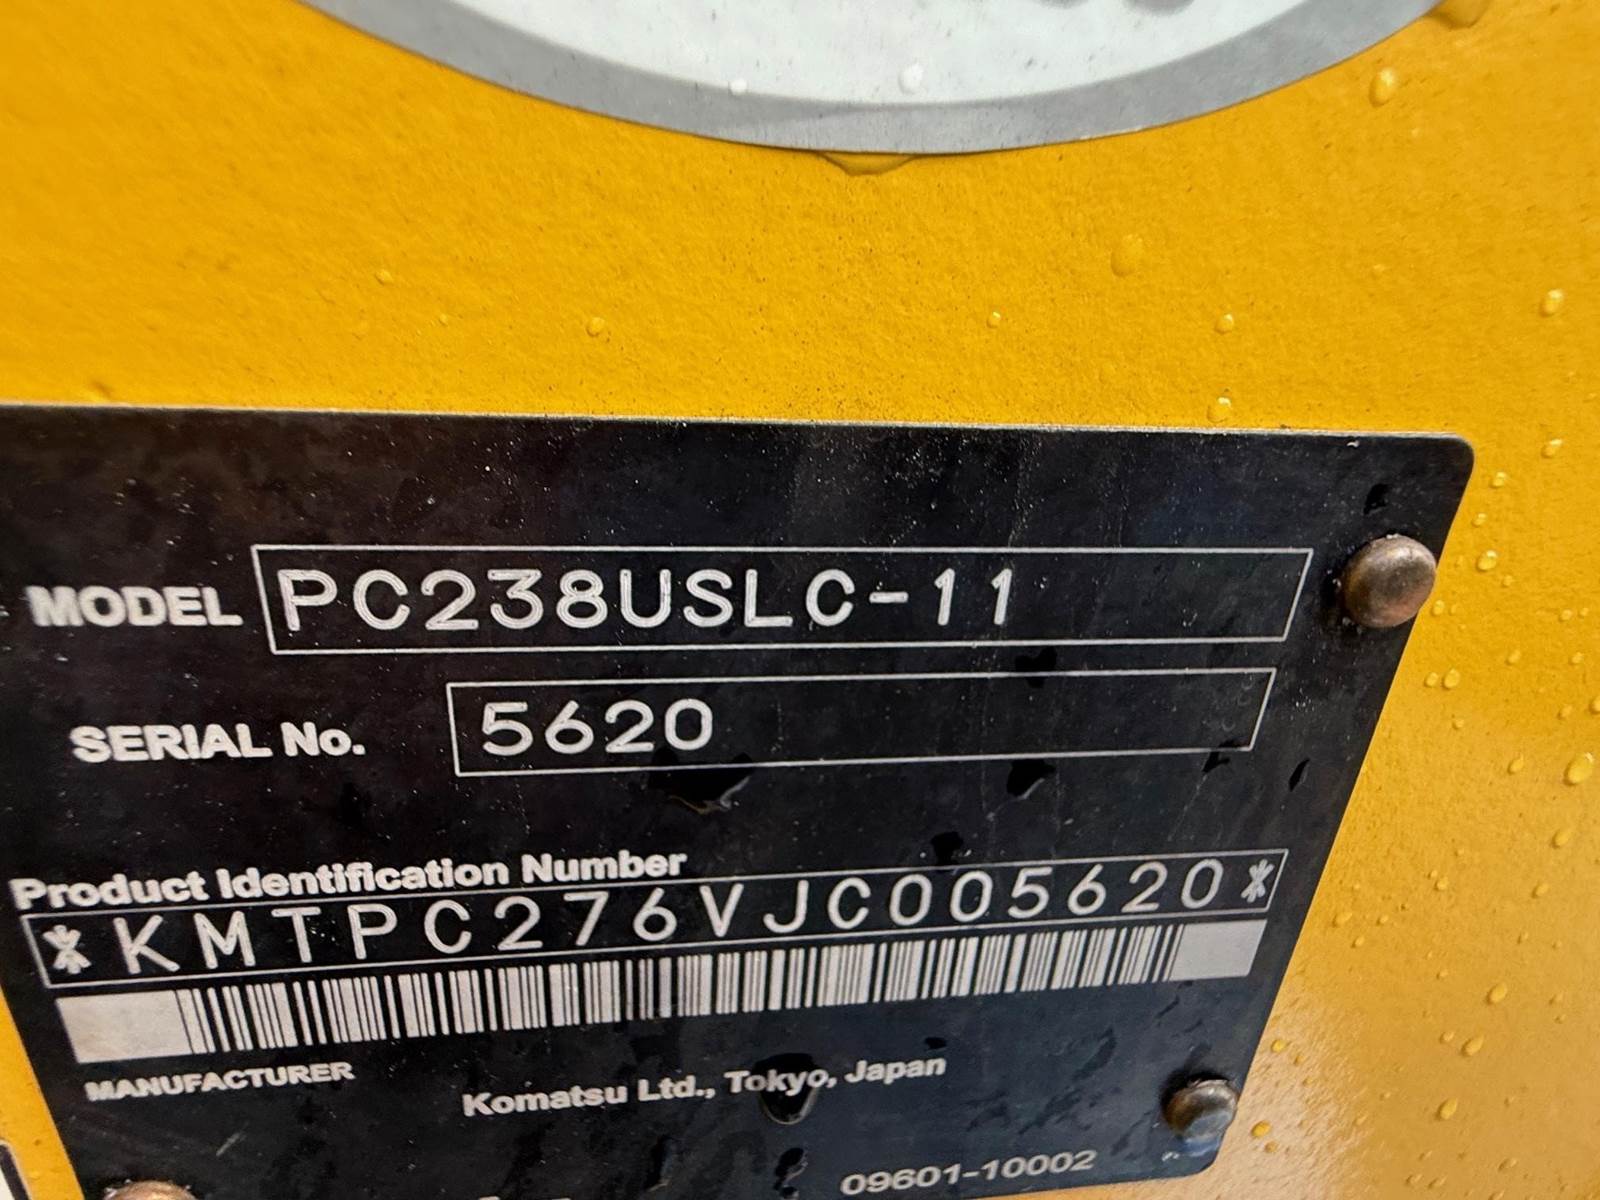 MODEL PC238USLC-11
SERIAL No. 5620
Product Identification Number
*KMTPC276VJC005620*
MANUFACTURER
Komatsu Ltd., Tokyo, Japan
09601-10002